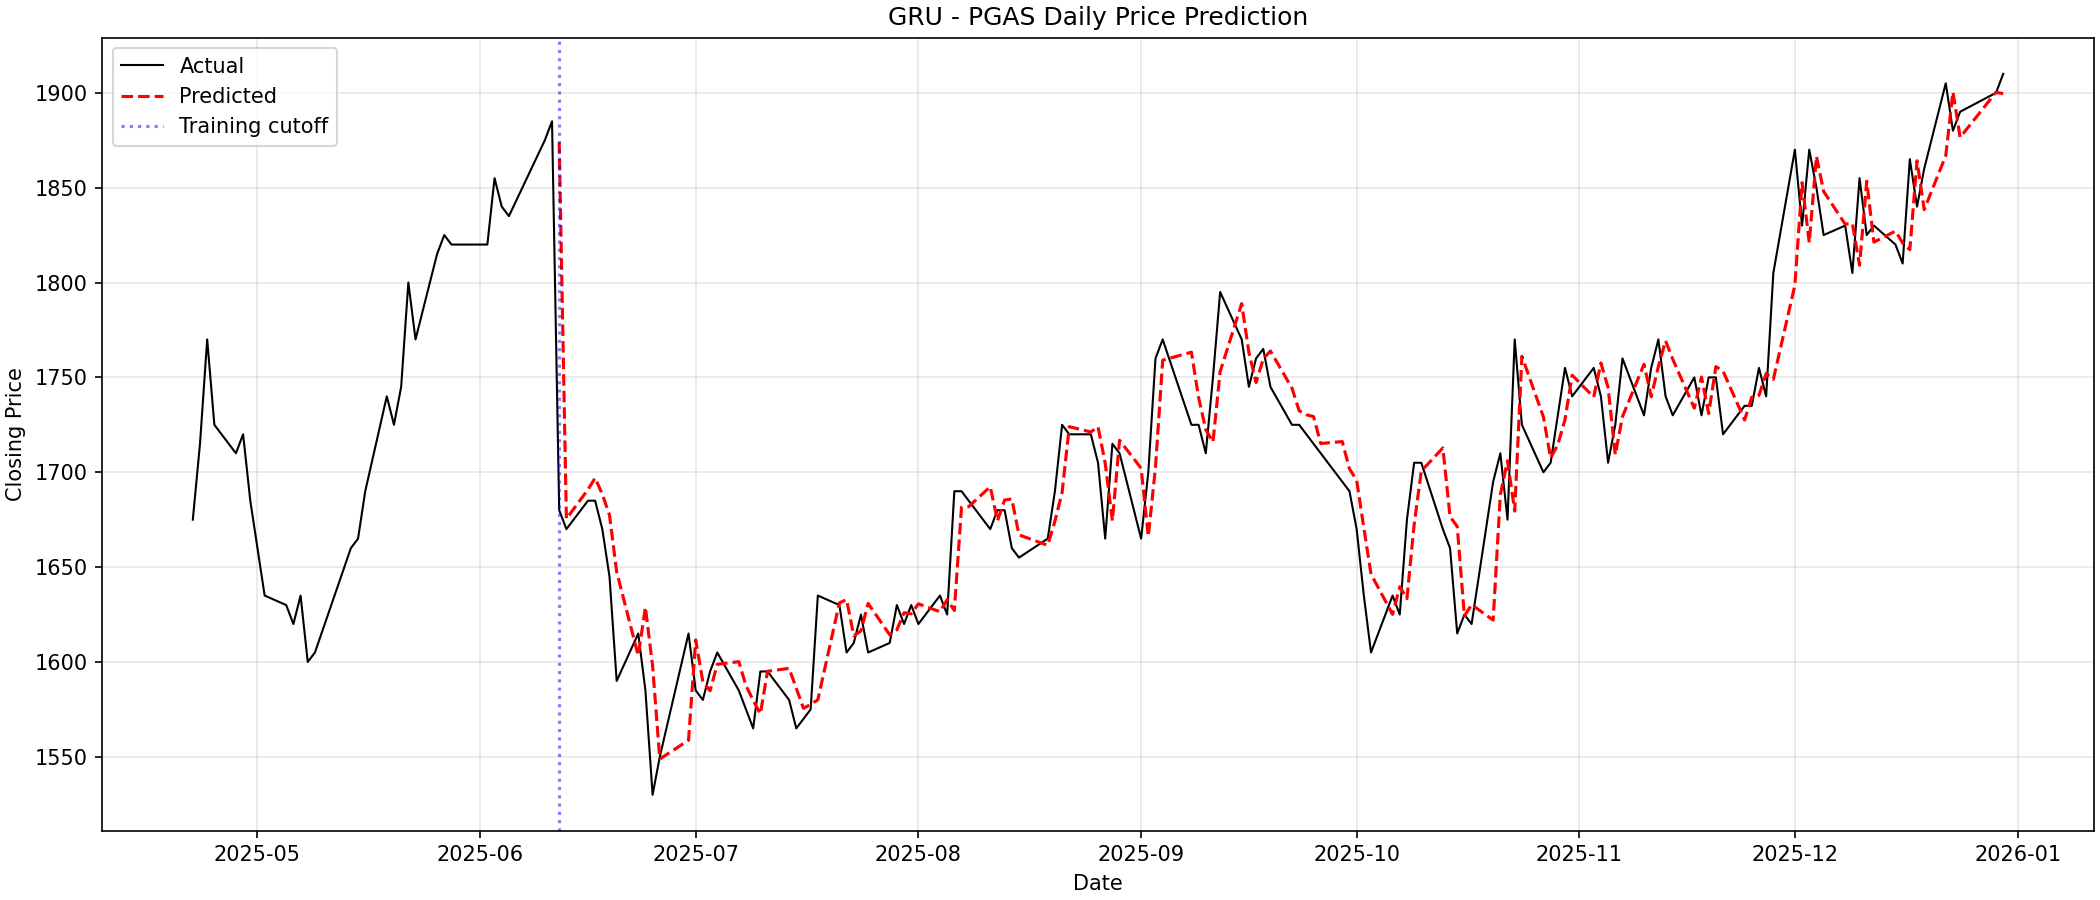 GRU - PGAS Daily Price Prediction
Actual
Predicted
Training cutoff
Closing Price
1900
1850
1800
1750
1700
1650
1600
1550
2025-05
2025-06
2025-07
2025-08
2025-09
2025-10
2025-11
2025-12
2026-01
Date